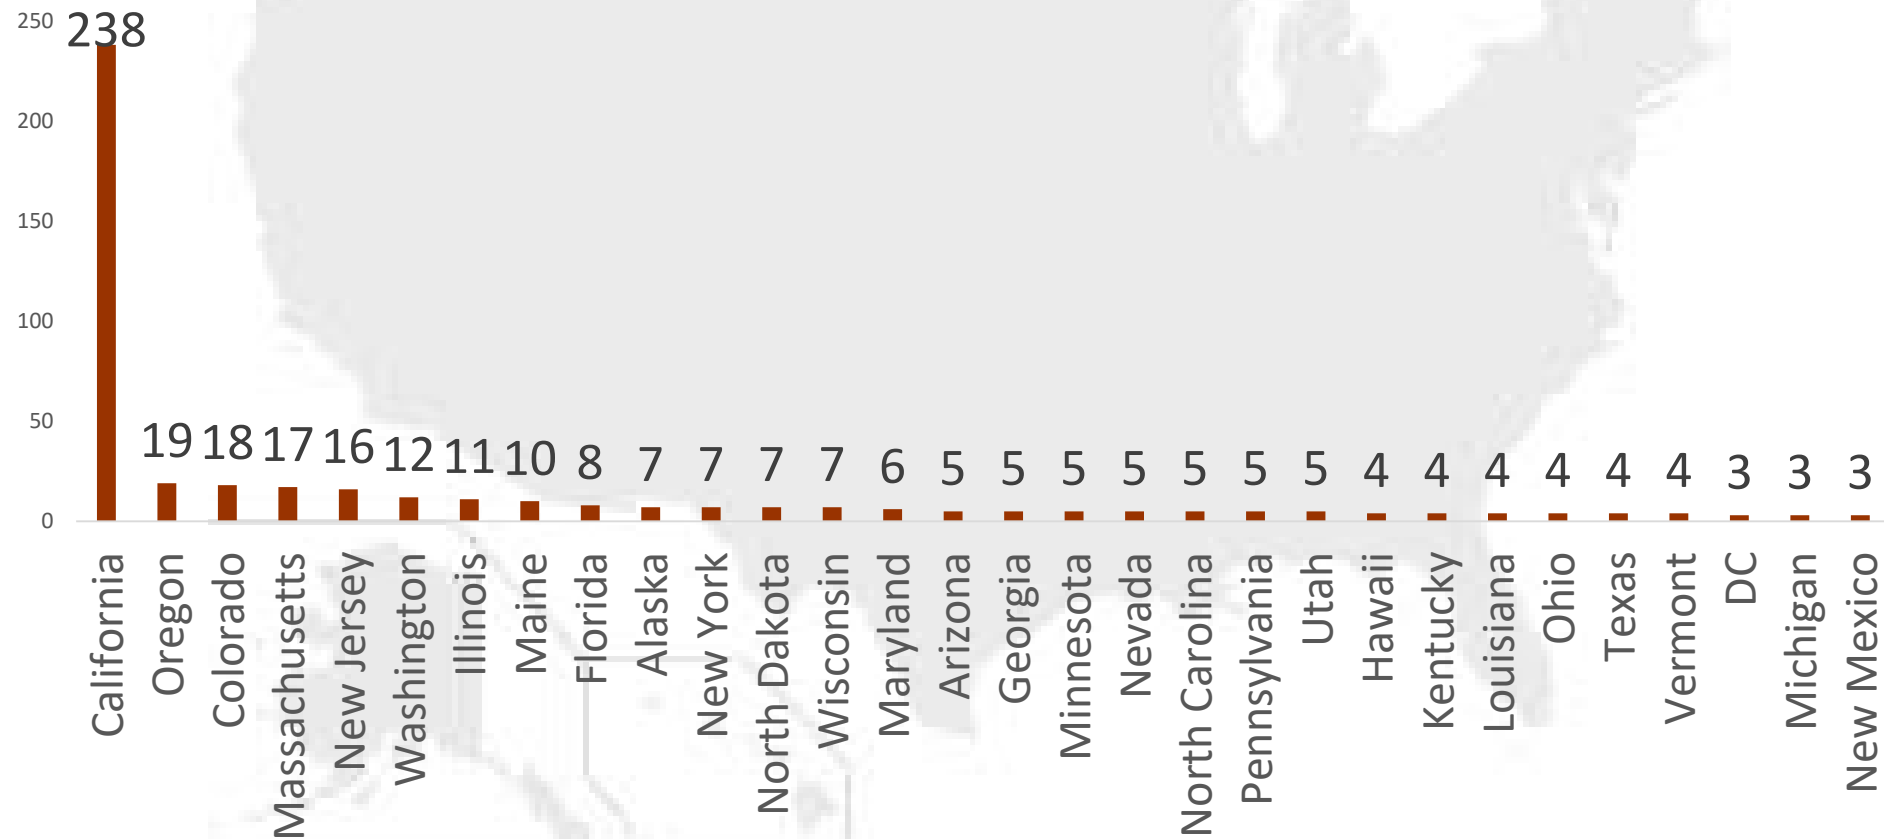 250
200
150
100
50
0
238
19
18
17
16
12
11
10
8
7
7
7
7
6
5
5
5
5
5
5
5
4
4
4
4
4
4
3
3
3
California
Oregon
Colorado
Massachusetts
New Jersey
Washington
Illinois
Maine
Florida
Alaska
New York
North Dakota
Wisconsin
Maryland
Arizona
Georgia
Minnesota
Nevada
North Carolina
Pennsylvania
Utah
Hawaii
Kentucky
Louisiana
Ohio
Texas
Vermont
DC
Michigan
New Mexico